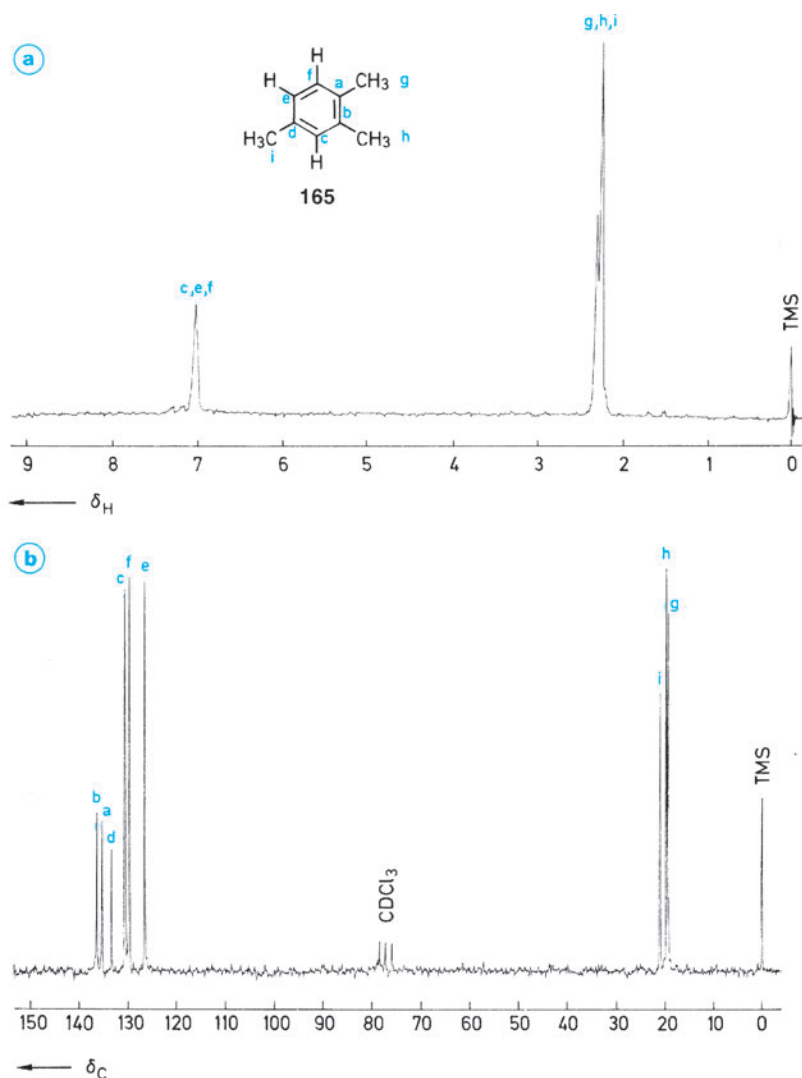 a
g,h,i
H
H f a CH₃ g
e b
H₃C d c CH₃ h
i H
165
c,e,f
TMS
9 8 7 6 5 4 3 2 1 0
δH
b
c f e
h
g
i
b a
d
CDCl₃
TMS
150 140 130 120 110 100 90 80 70 60 50 40 30 20 10 0
δC